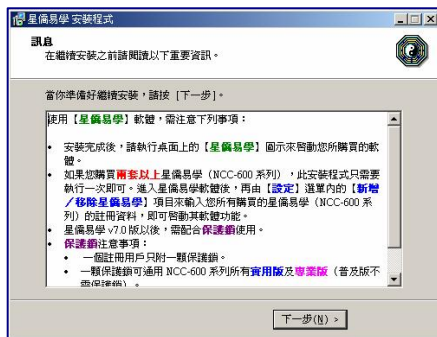 星僑易學 安裝程式
訊息
在繼續安裝之前請閱讀以下重要資訊。
當你準備好繼續安裝，請按 [下一步]。
使用【星僑易學】軟體，需注意下列事項：
• 安裝完成後，請執行桌面上的【星僑易學】圖示來啓動您所購買的軟
體。
• 如果您購買兩套以上星僑易學（NCC-600 系列），此安裝程式只需要
執行一次即可。進入星僑易學軟體後，再由【設定】選單內的【新增
／移除星僑易學】項目來輸入您所有購買的星僑易學（NCC-600 系
列）的註冊資料，即可啓動其軟體功能。
• 星僑易學 v7.0 版以後，需配合保護鎖使用。
• 保護鎖注意事項：
• 一個註冊用戶只附一顆保護鎖。
• 一顆保護鎖可通用 NCC-600 系列所有實用版及專業版（普及版不
需保護鎖）。
下一步(N) >